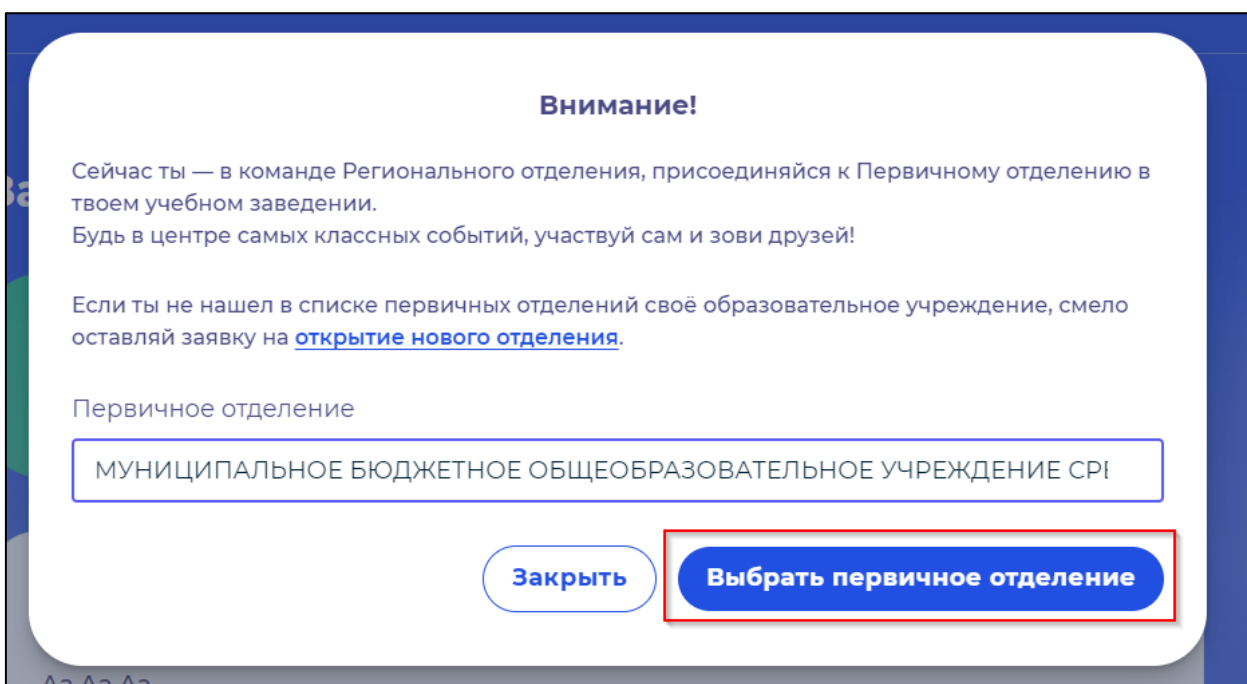 Внимание!
Сейчас ты — в команде Регионального отделения, присоединяйся к Первичному отделению в
твоем учебном заведении.
Будь в центре самых классных событий, участвуй сам и зови друзей!
Если ты не нашел в списке первичных отделений своё образовательное учреждение, смело
оставляй заявку на открытие нового отделения.
Первичное отделение
МУНИЦИПАЛЬНОЕ БЮДЖЕТНОЕ ОБЩЕОБРАЗОВАТЕЛЬНОЕ УЧРЕЖДЕНИЕ
Закрыть
Выбрать первичное отделение